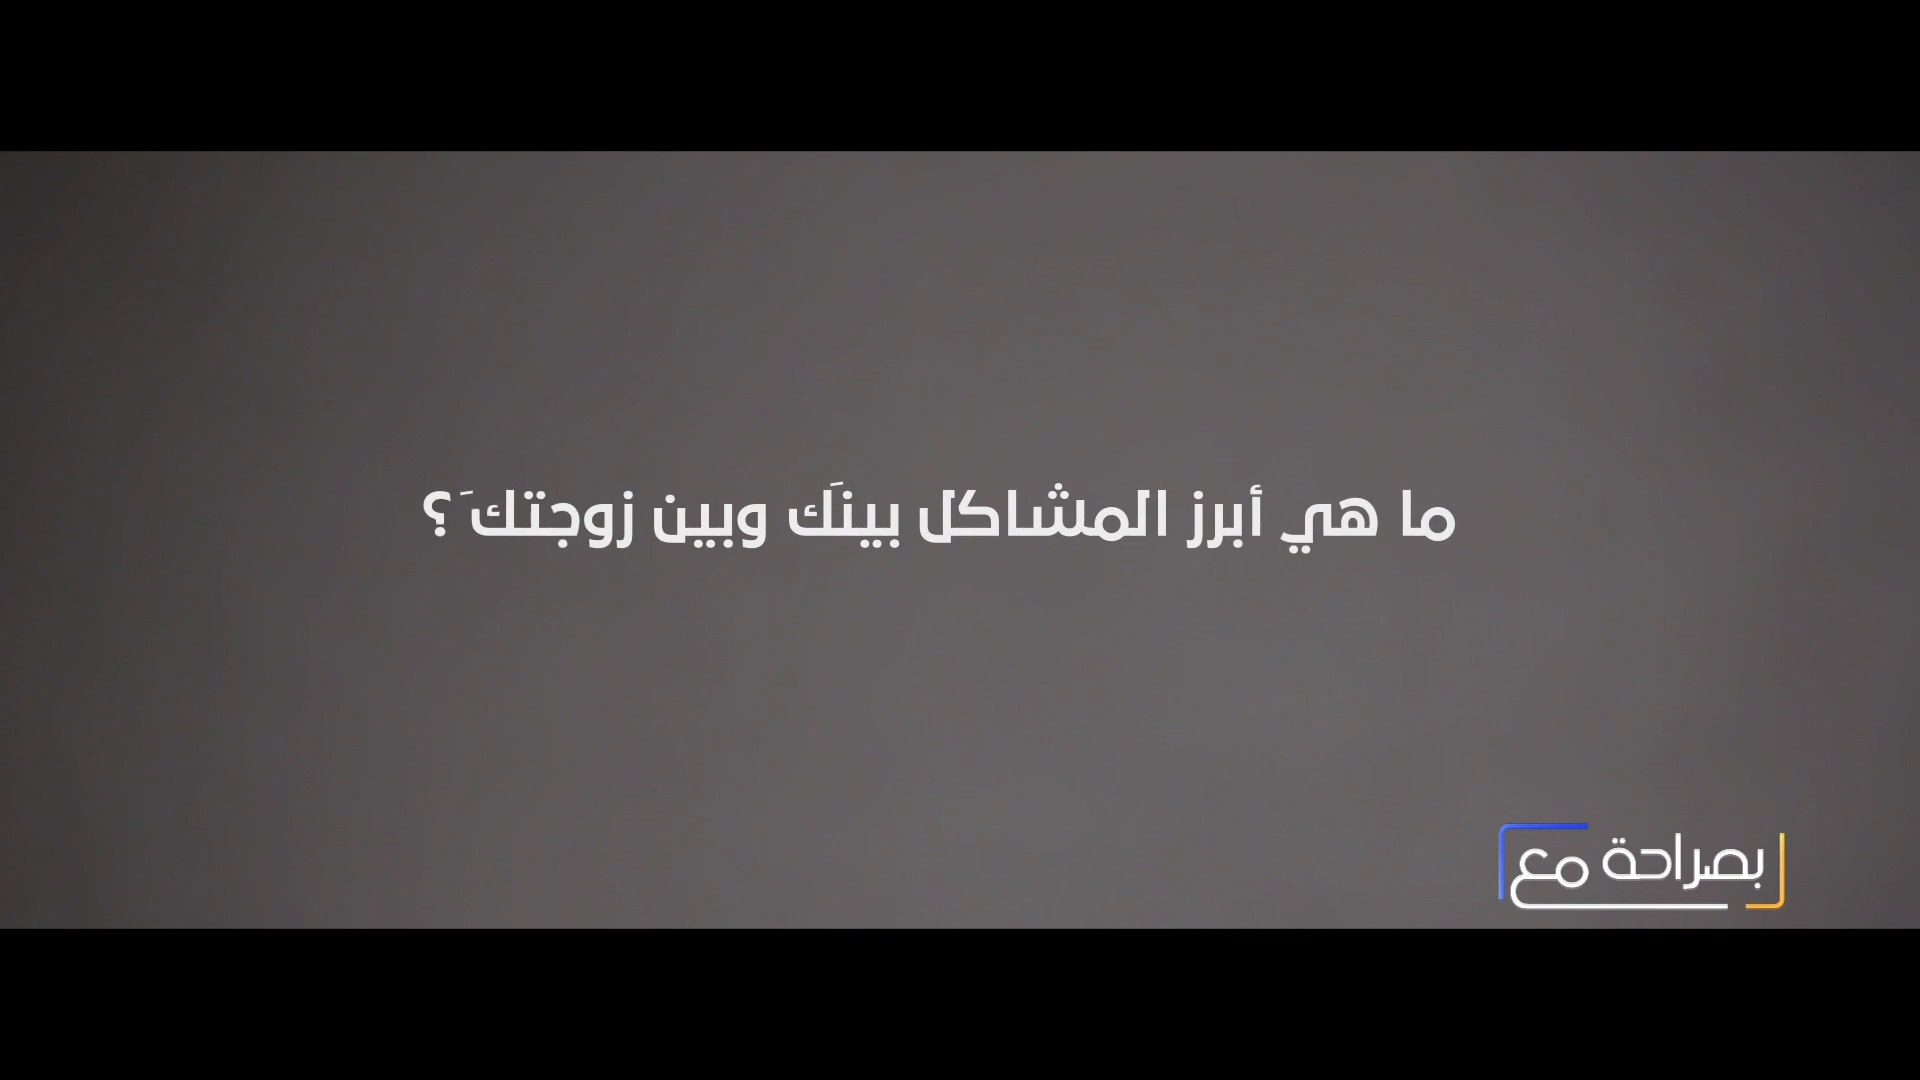 ما هي أبرز المشاكل بينَك وبين زوجتكَ ؟
بصراحة مع